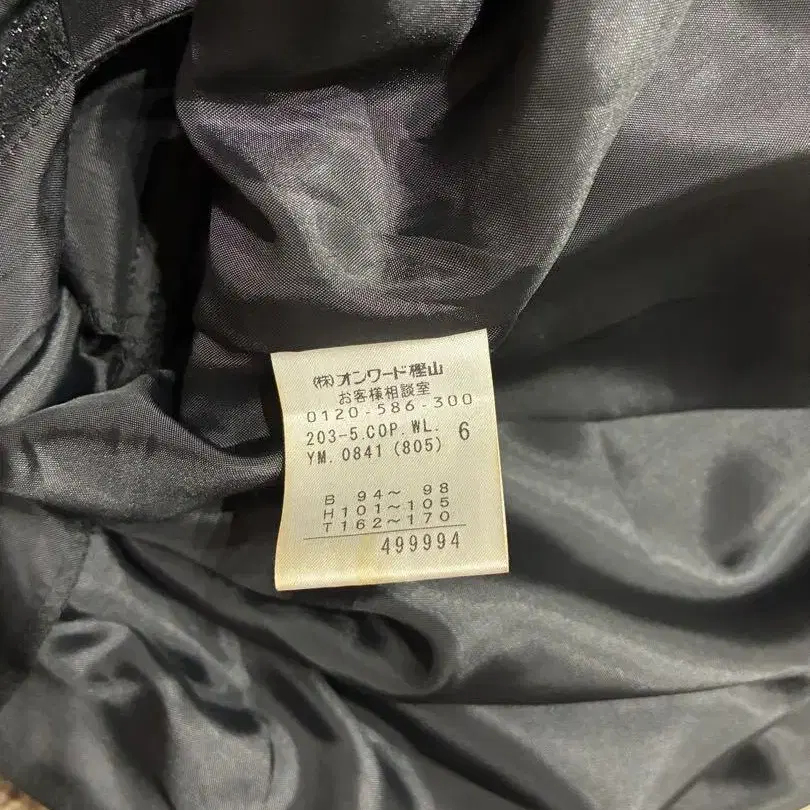 (株)オンワード樫山
お客様相談室
0120-586-300
203-5.COP.WL. 6
YM. 0841 (805)
B 94～ 98
H101～105
T162～170
499994